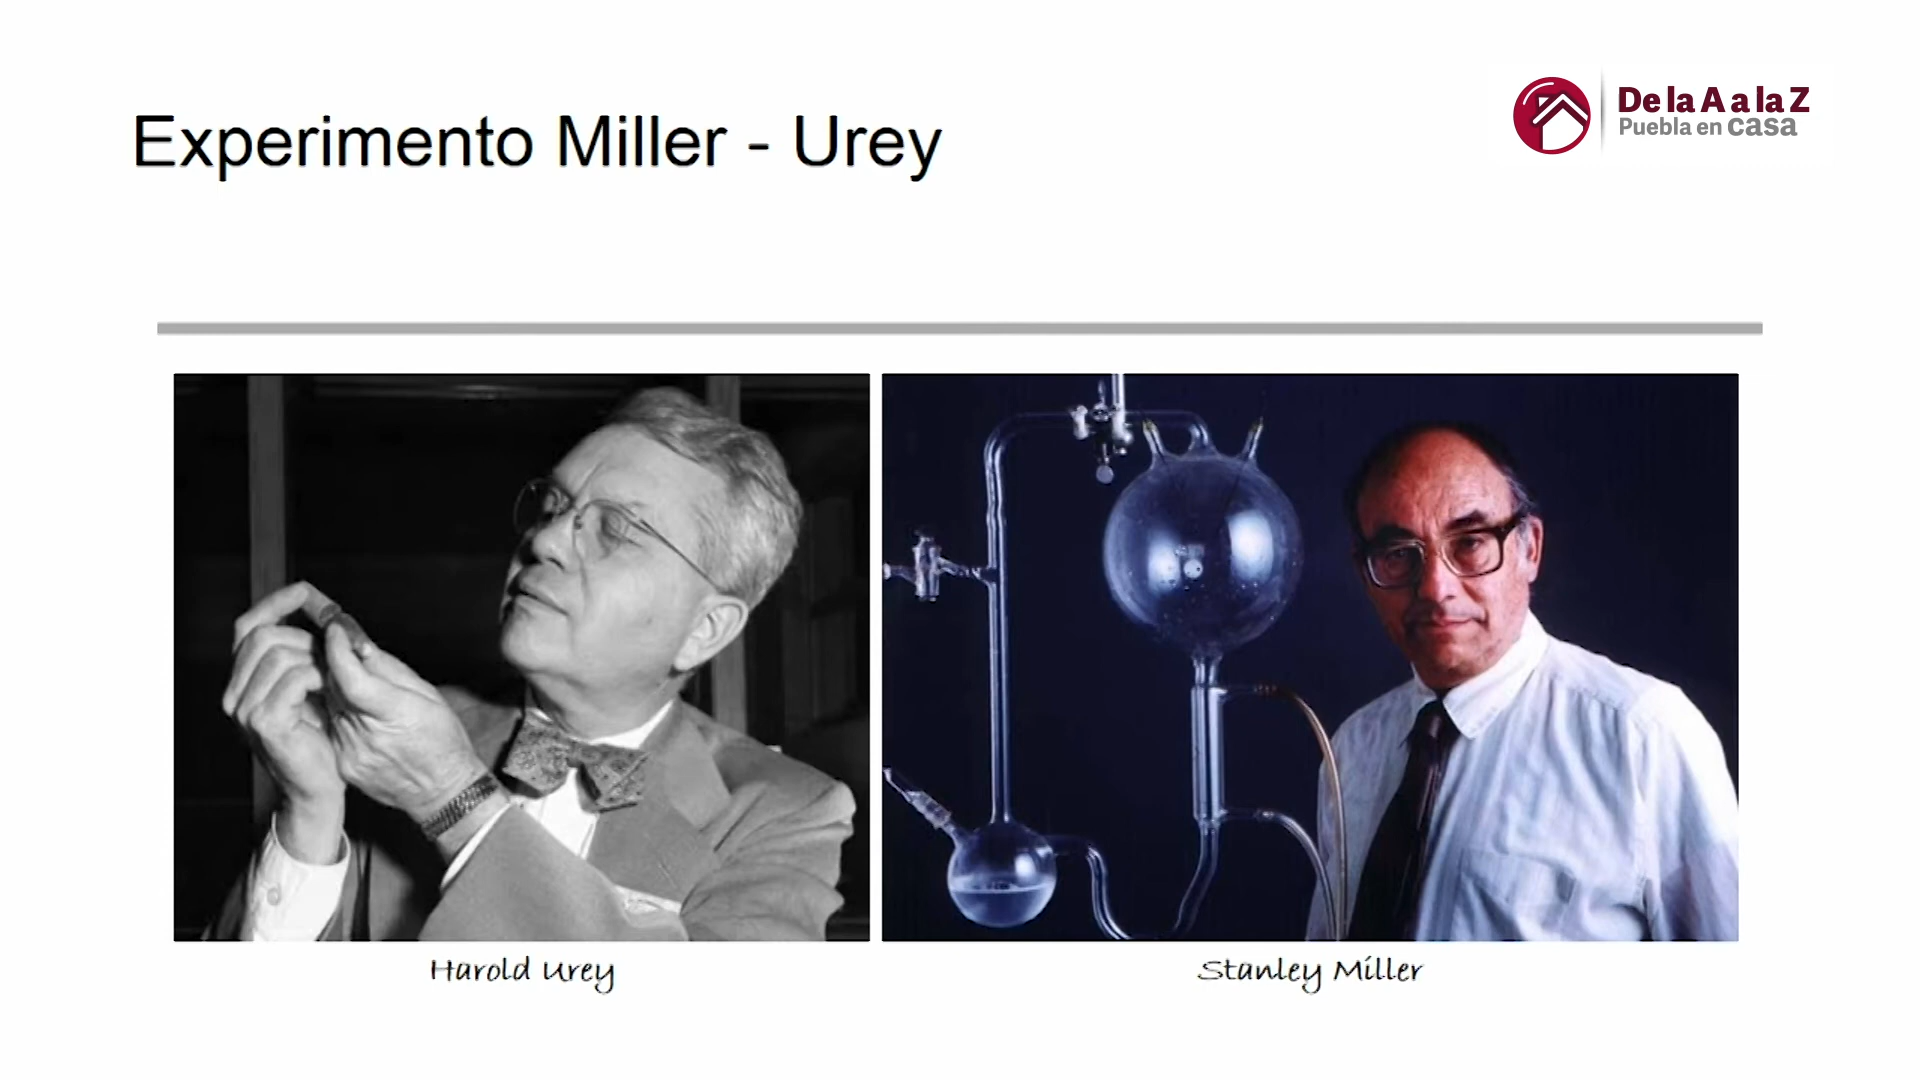 De la A a la Z
Puebla en casa
Experimento Miller - Urey
Harold Urey
Stanley Miller